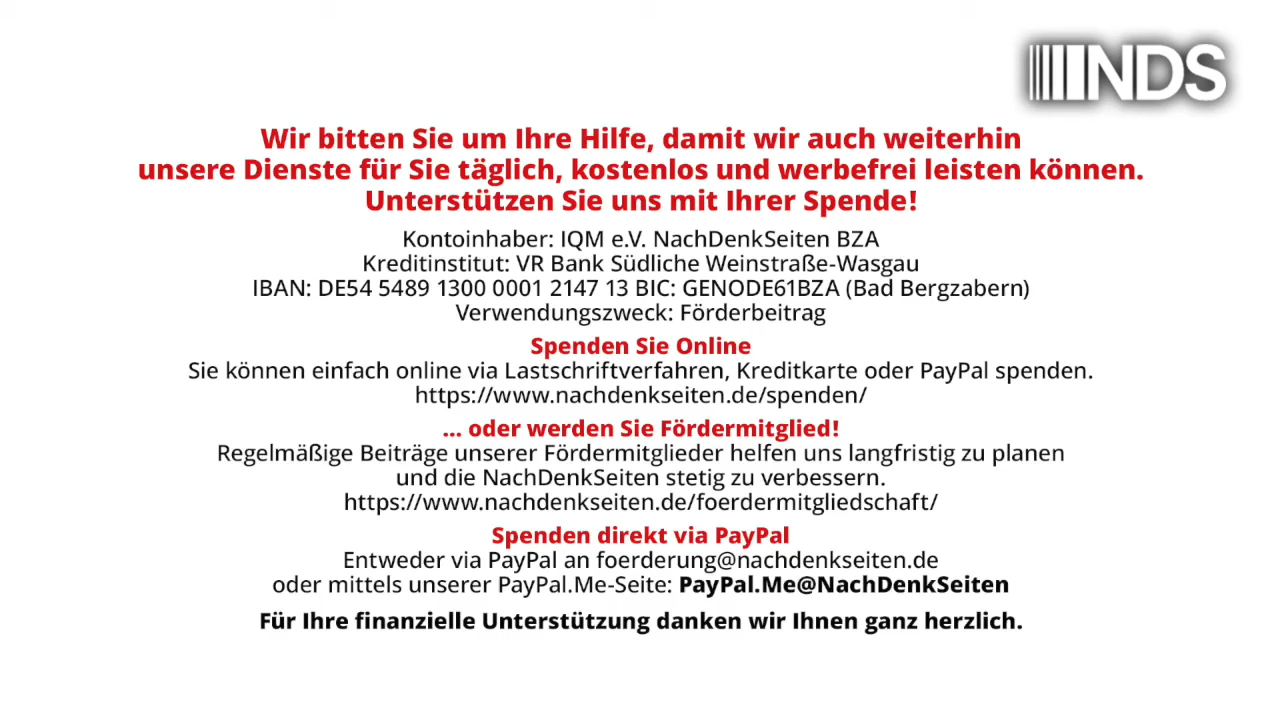 NDS
Wir bitten Sie um Ihre Hilfe, damit wir auch weiterhin
unsere Dienste für Sie täglich, kostenlos und werbefrei leisten können.
Unterstützen Sie uns mit Ihrer Spende!
Kontoinhaber: IQM e.V. NachDenkSeiten BZA
Kreditinstitut: VR Bank Südliche Weinstraße-Wasgau
IBAN: DE54 5489 1300 0001 2147 13 BIC: GENODE61BZA (Bad Bergzabern)
Verwendungszweck: Förderbeitrag
Spenden Sie Online
Sie können einfach online via Lastschriftverfahren, Kreditkarte oder PayPal spenden.
https://www.nachdenkseiten.de/spenden/
... oder werden Sie Fördermitglied!
Regelmäßige Beiträge unserer Fördermitglieder helfen uns langfristig zu planen
und die NachDenkSeiten stetig zu verbessern.
https://www.nachdenkseiten.de/foerdermitgliedschaft/
Spenden direkt via PayPal
Entweder via PayPal an foerderung@nachdenkseiten.de
oder mittels unserer PayPal.Me-Seite: PayPal.Me@NachDenkSeiten
Für Ihre finanzielle Unterstützung danken wir Ihnen ganz herzlich.